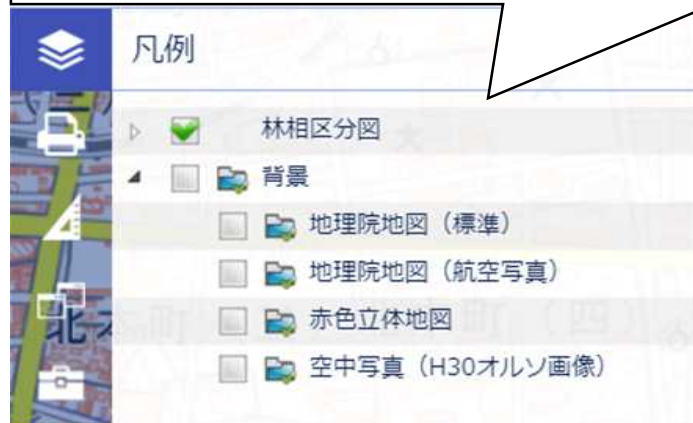 凡例
林相区分図
背景
地理院地図（標準）
地理院地図（航空写真）
赤色立体地図
空中写真（H30オルソ画像）